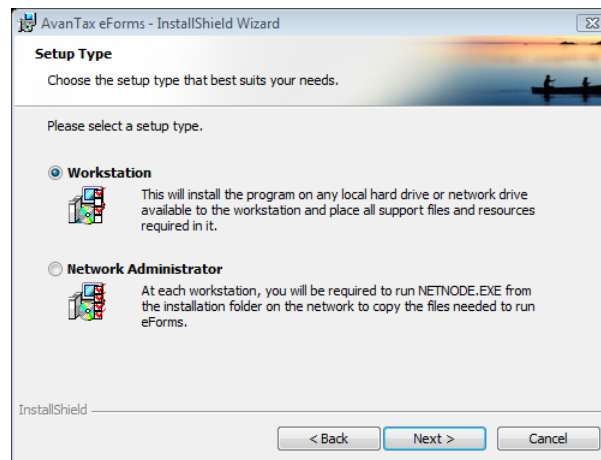 AvanTax eForms - InstallShield Wizard
Setup Type
Choose the setup type that best suits your needs.
Please select a setup type.
Workstation
This will install the program on any local hard drive or network drive
available to the workstation and place all support files and resources
required in it.
Network Administrator
At each workstation, you will be required to run NETNODE.EXE from
the installation folder on the network to copy the files needed to run
eForms.
InstallShield
< Back Next > Cancel